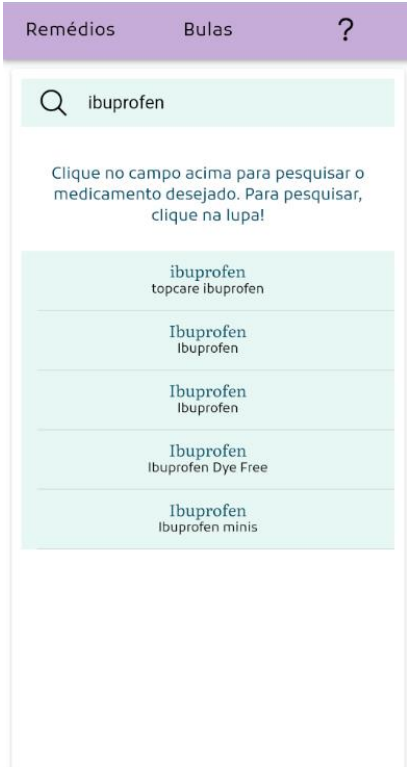 Remédios Bulas ?
ibuprofen
Clique no campo acima para pesquisar o
medicamento desejado. Para pesquisar,
clique na lupa!
ibuprofen
topcare ibuprofen
Ibuprofen
Ibuprofen
Ibuprofen
Ibuprofen
Ibuprofen
Ibuprofen Dye Free
Ibuprofen
Ibuprofen minis